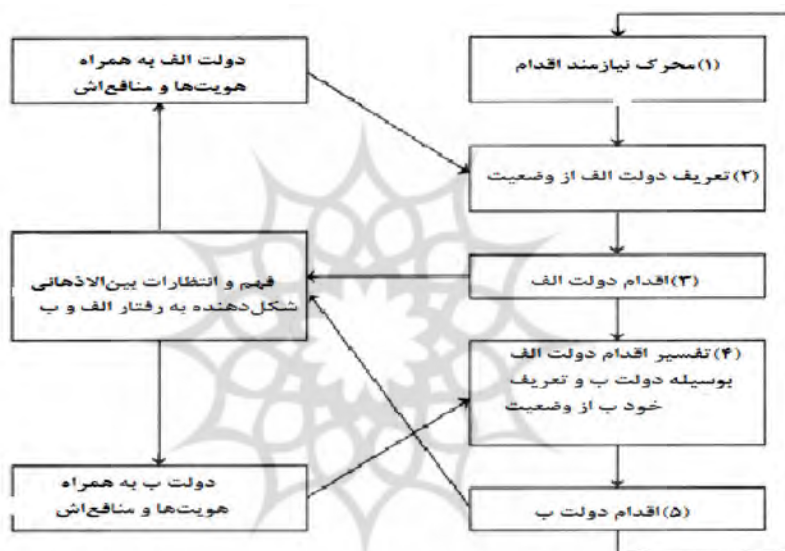 (۱) محرک نیازمند اقدام
(۲) تعریف دولت الف از وضعیت
(۳) اقدام دولت الف
(۴) تفسیر اقدام دولت الف
بوسیله دولت ب و تعریف
خود ب از وضعیت
(۵) اقدام دولت ب
دولت الف به همراه
هویت‌ها و منافع‌اش
فهم و انتظارات بین‌الاذهانی
شکل‌دهنده به رفتار الف و ب
دولت ب به همراه
هویت‌ها و منافع‌اش